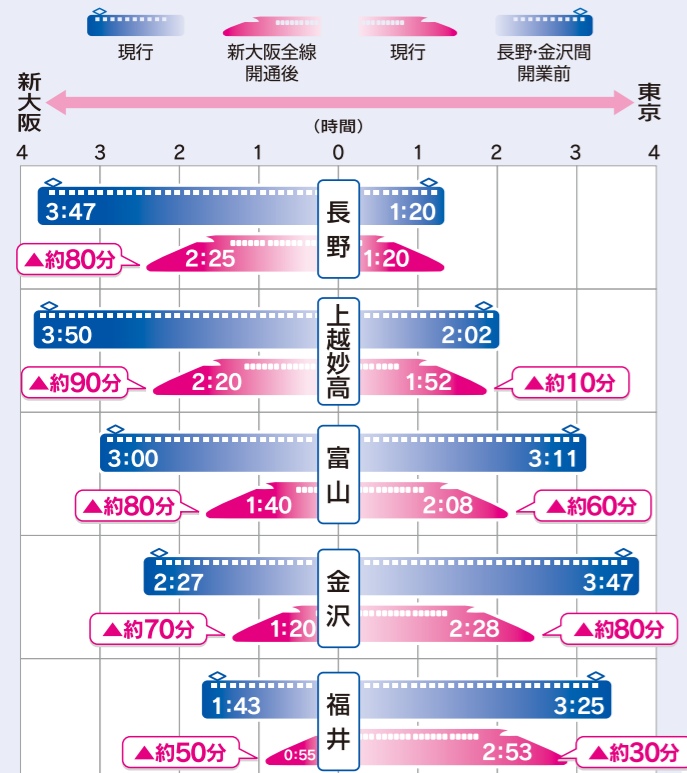 現行
新大阪全線
開通後
現行
長野・金沢間
開業前
新大阪
東京
（時間）
4 3 2 1 0 1 2 3 4
3:47 長野 1:20
▲約80分 2:25 1:20
3:50 上越妙高 2:02
▲約90分 2:20 1:52 ▲約10分
3:00 富山 3:11
▲約80分 1:40 2:08 ▲約60分
2:27 金沢 3:47
▲約70分 1:20 2:28 ▲約80分
1:43 福井 3:25
▲約50分 0:55 2:53 ▲約30分